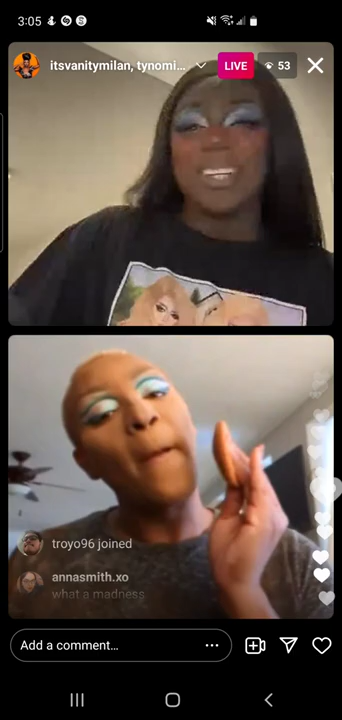 3:05
itsvanitymilan, tynomi...
LIVE
53
troyo96 joined
annasmith.xo
what a madness
Add a comment...